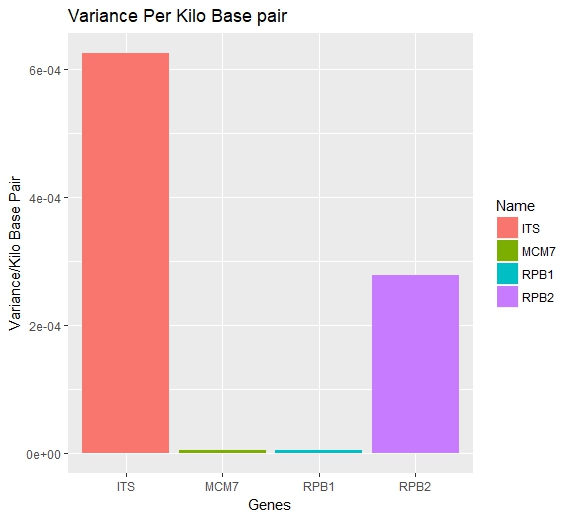 Variance Per Kilo Base pair
Variance/Kilo Base Pair
6e-04
4e-04
2e-04
0e+00
ITS
MCM7
RPB1
RPB2
Genes
Name
ITS
MCM7
RPB1
RPB2